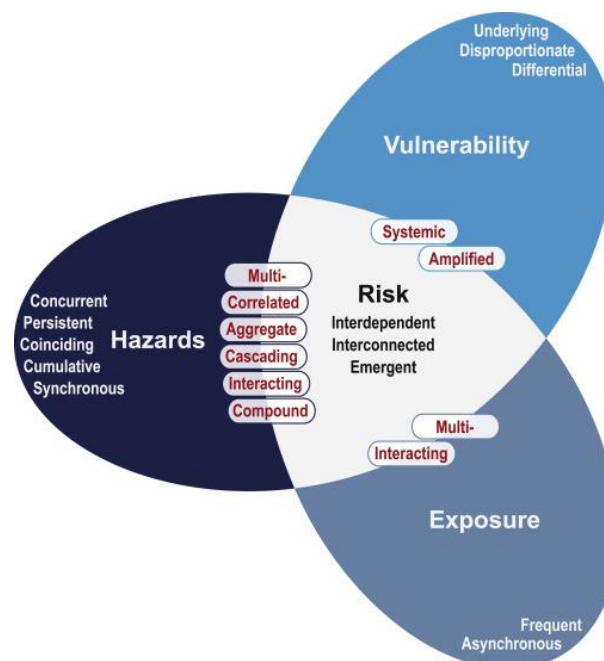 Underlying
Disproportionate
Differential
Vulnerability
Systemic
Amplified
Concurrent
Persistent
Coinciding
Cumulative
Synchronous
Hazards
Multi-
Correlated
Aggregate
Cascading
Interacting
Compound
Risk
Interdependent
Interconnected
Emergent
Multi-
Interacting
Exposure
Frequent
Asynchronous